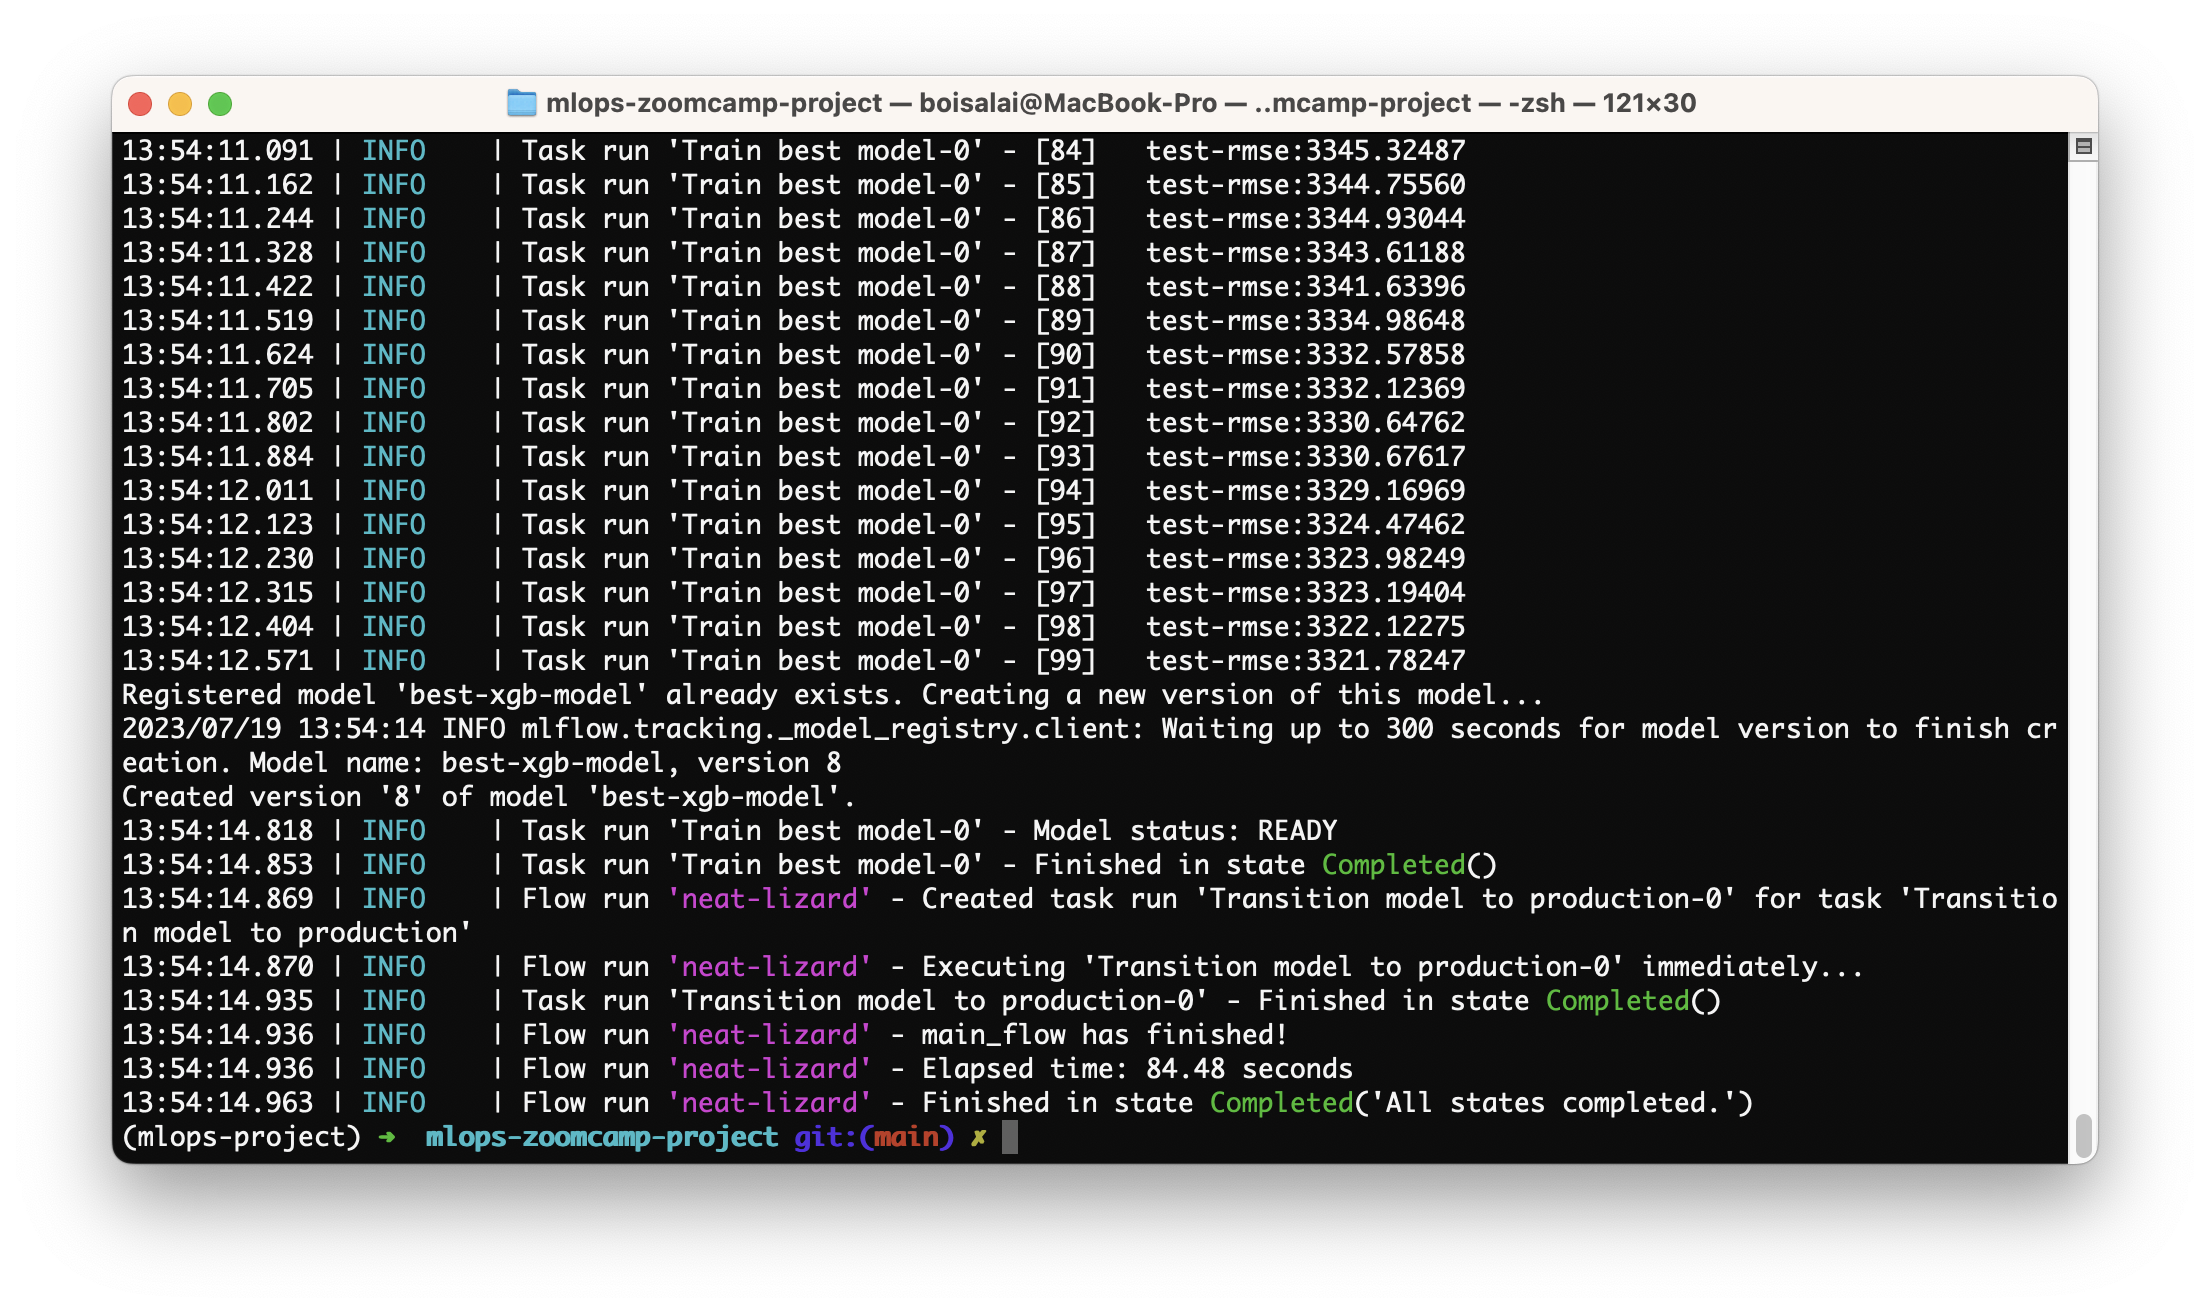 mlops-zoomcamp-project — boisalai@MacBook-Pro — ..mcamp-project — -zsh — 121×30
13:54:11.091 | INFO    | Task run 'Train best model-0' - [84]   test-rmse:3345.32487
13:54:11.162 | INFO    | Task run 'Train best model-0' - [85]   test-rmse:3344.75560
13:54:11.244 | INFO    | Task run 'Train best model-0' - [86]   test-rmse:3344.93044
13:54:11.328 | INFO    | Task run 'Train best model-0' - [87]   test-rmse:3343.61188
13:54:11.422 | INFO    | Task run 'Train best model-0' - [88]   test-rmse:3341.63396
13:54:11.519 | INFO    | Task run 'Train best model-0' - [89]   test-rmse:3334.98648
13:54:11.624 | INFO    | Task run 'Train best model-0' - [90]   test-rmse:3332.57858
13:54:11.705 | INFO    | Task run 'Train best model-0' - [91]   test-rmse:3332.12369
13:54:11.802 | INFO    | Task run 'Train best model-0' - [92]   test-rmse:3330.64762
13:54:11.884 | INFO    | Task run 'Train best model-0' - [93]   test-rmse:3330.67617
13:54:12.011 | INFO    | Task run 'Train best model-0' - [94]   test-rmse:3329.16969
13:54:12.123 | INFO    | Task run 'Train best model-0' - [95]   test-rmse:3324.47462
13:54:12.230 | INFO    | Task run 'Train best model-0' - [96]   test-rmse:3323.98249
13:54:12.315 | INFO    | Task run 'Train best model-0' - [97]   test-rmse:3323.19404
13:54:12.404 | INFO    | Task run 'Train best model-0' - [98]   test-rmse:3322.12275
13:54:12.571 | INFO    | Task run 'Train best model-0' - [99]   test-rmse:3321.78247
Registered model 'best-xgb-model' already exists. Creating a new version of this model...
2023/07/19 13:54:14 INFO mlflow.tracking._model_registry.client: Waiting up to 300 seconds for model version to finish cr
eation. Model name: best-xgb-model, version 8
Created version '8' of model 'best-xgb-model'.
13:54:14.818 | INFO    | Task run 'Train best model-0' - Model status: READY
13:54:14.853 | INFO    | Task run 'Train best model-0' - Finished in state Completed()
13:54:14.869 | INFO    | Flow run 'neat-lizard' - Created task run 'Transition model to production-0' for task 'Transitio
n model to production'
13:54:14.870 | INFO    | Flow run 'neat-lizard' - Executing 'Transition model to production-0' immediately...
13:54:14.935 | INFO    | Task run 'Transition model to production-0' - Finished in state Completed()
13:54:14.936 | INFO    | Flow run 'neat-lizard' - main_flow has finished!
13:54:14.936 | INFO    | Flow run 'neat-lizard' - Elapsed time: 84.48 seconds
13:54:14.963 | INFO    | Flow run 'neat-lizard' - Finished in state Completed('All states completed.')
(mlops-project) ➜  mlops-zoomcamp-project git:(main) ✗